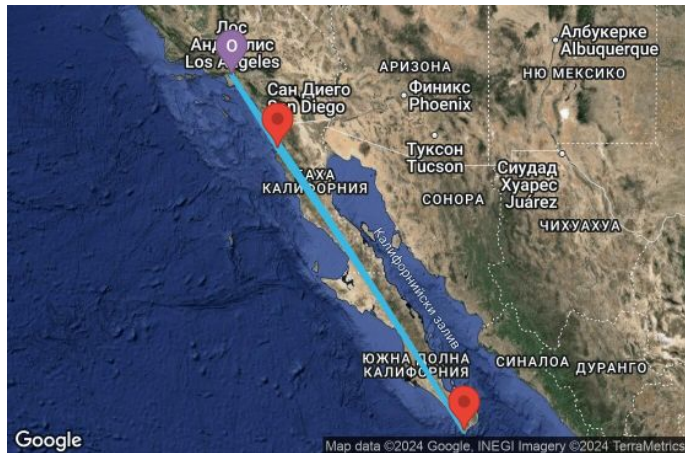 Лос
Анджелис
Los Angeles
O
Сан Диего
San Diego
АРИЗОНА
Финикс
Phoenix
Албукерке
Albuquerque
НЮ МЕКСИКО
Туксон
Tucson
Сиудад
Хуарес
Juárez
БАХА
КАЛИФОРНИЯ
СОНОРА
ЧИХУАХУА
Калифорнийски залив
ЮЖНА ДОЛНА
КАЛИФОРНИЯ
СИНАЛОА
ДУРАНГО
Google
Map data ©2024 Google, INEGI Imagery ©2024 TerraMetrics